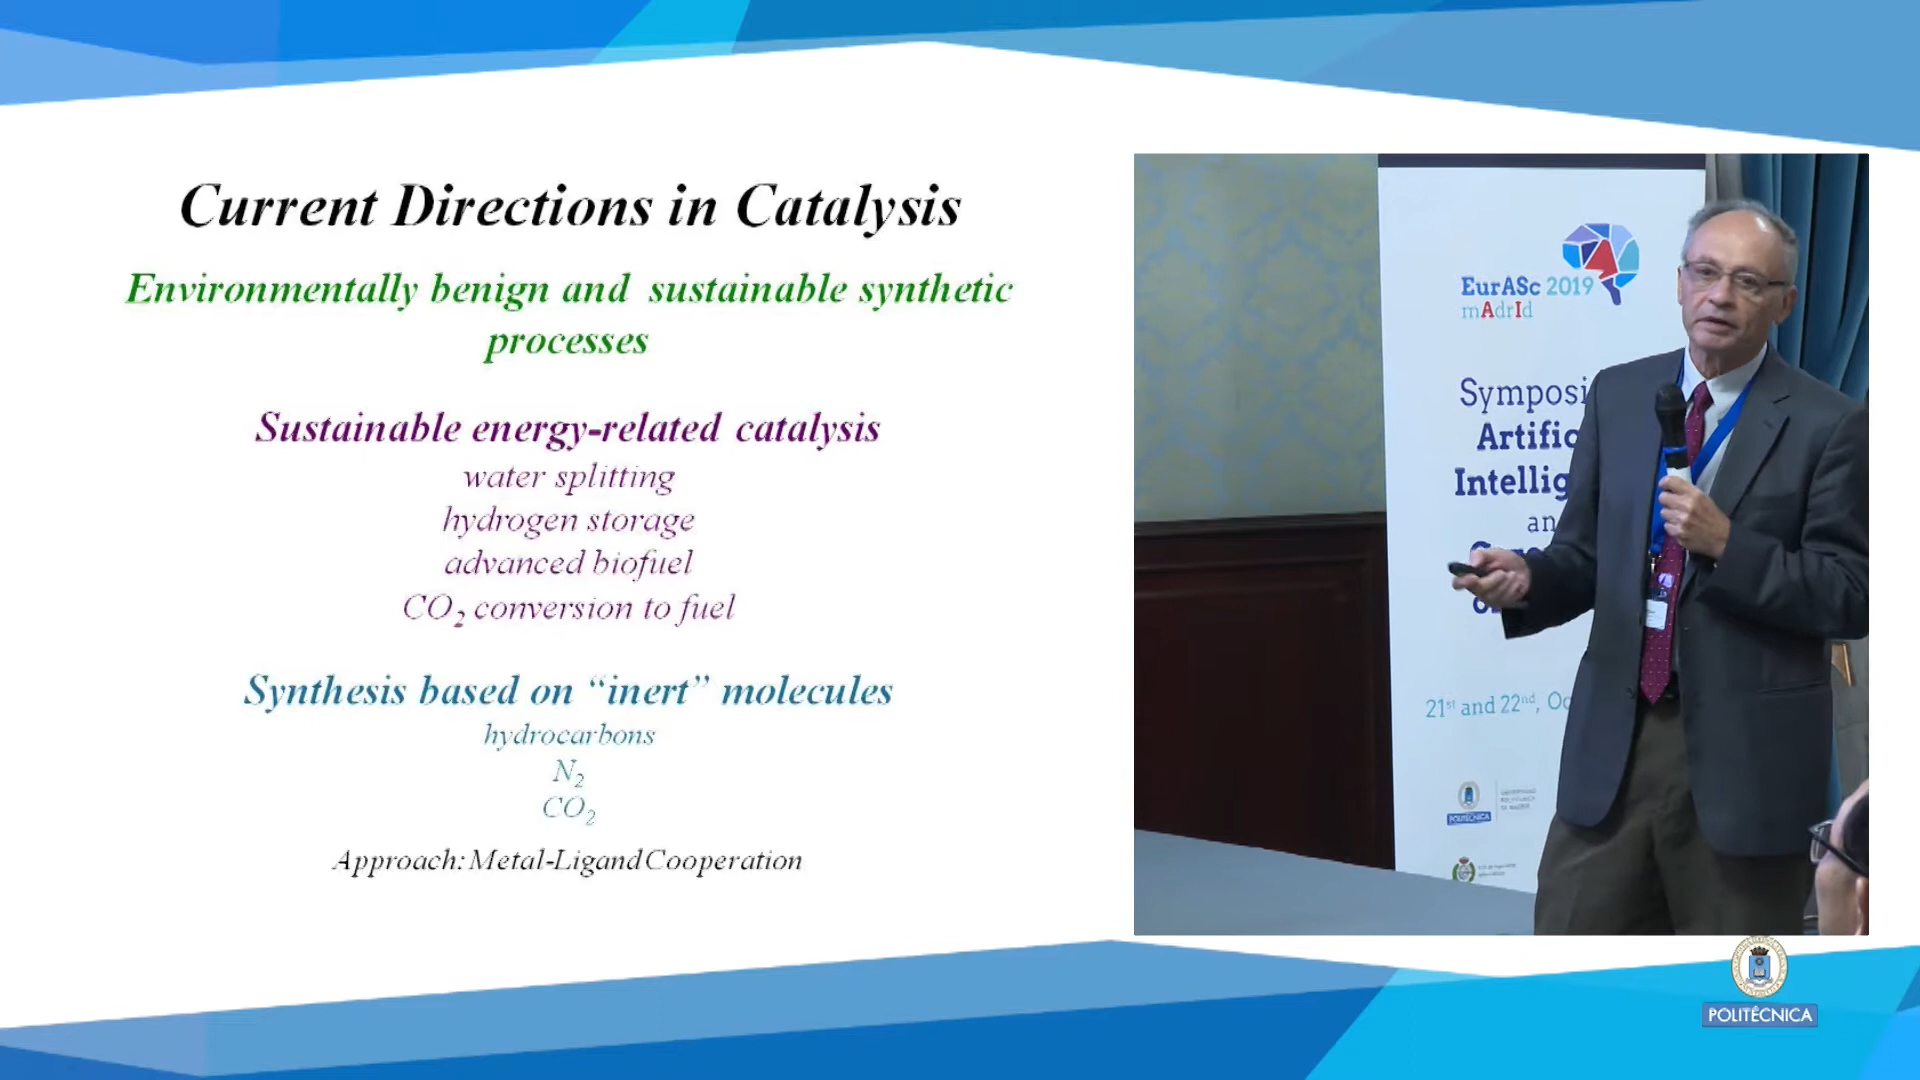 Current Directions in Catalysis
Environmentally benign and sustainable synthetic
processes
Sustainable energy-related catalysis
water splitting
hydrogen storage
advanced biofuel
CO₂ conversion to fuel
Synthesis based on “inert” molecules
hydrocarbons
N₂
CO₂
Approach: Metal-Ligand Cooperation
EurASc 2019
mAdrId
Symposi
Artific
Intellig
an
21st and 22nd, Oc
POLITÉCNICA
POLITÉCNICA